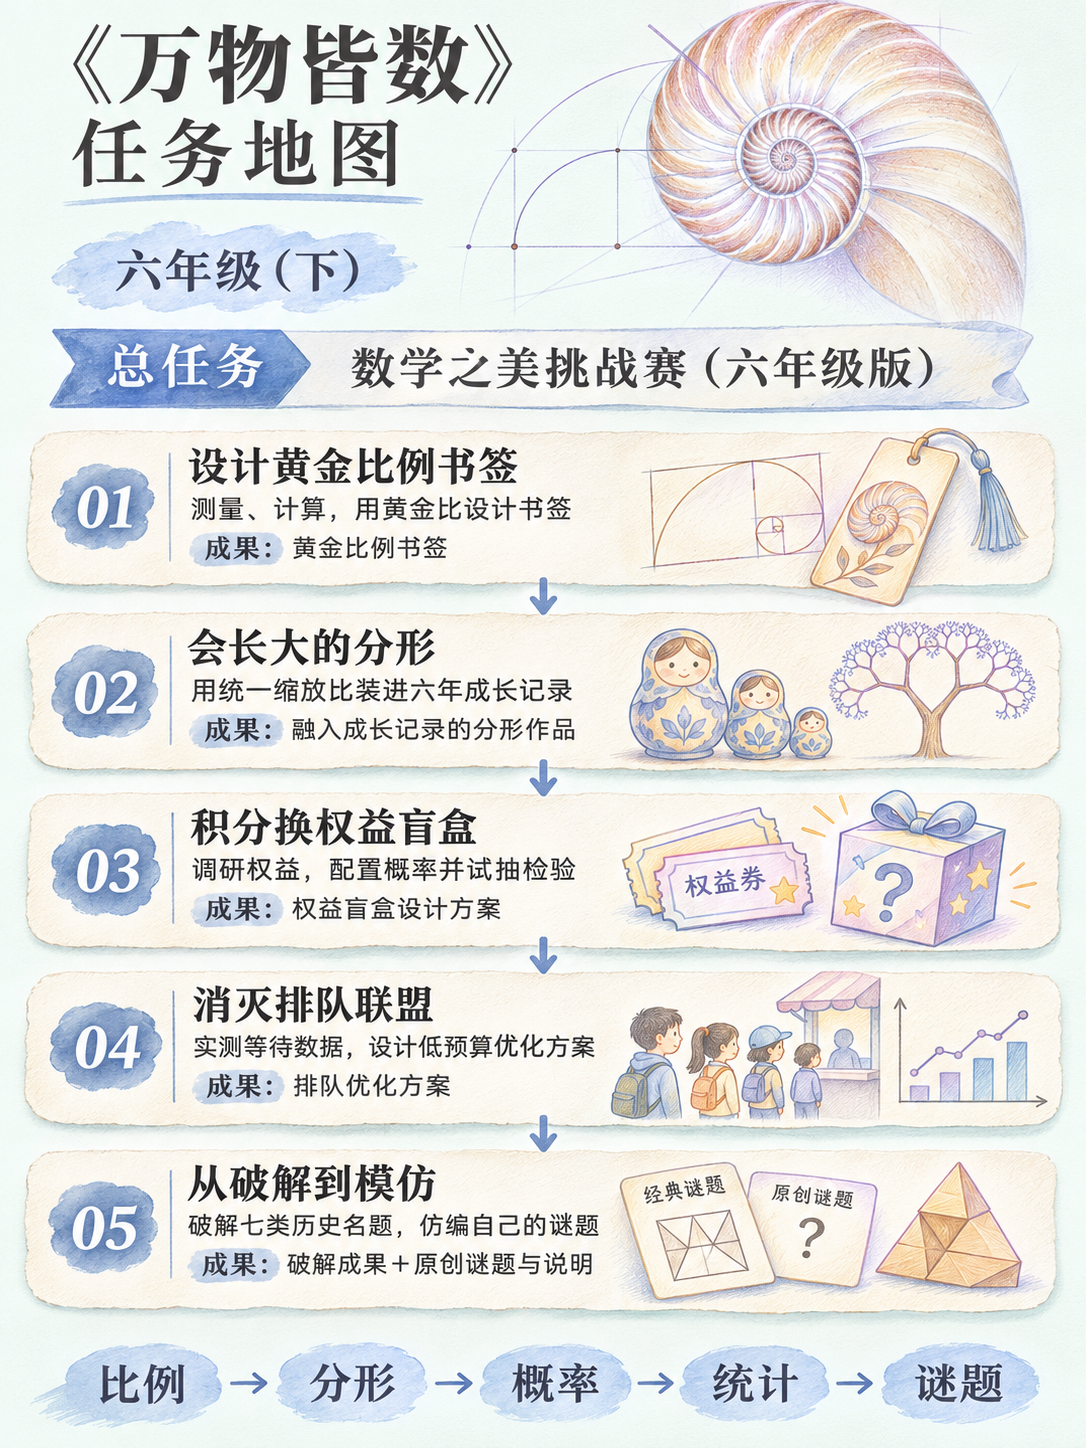 《万物皆数》
任务地图
六年级（下）
总任务
数学之美挑战赛（六年级版）
01
设计黄金比例书签
测量、计算，用黄金比设计书签
成果：黄金比例书签
02
会长大的分形
用统一缩放比装进六年成长记录
成果：融入成长记录的分形作品
03
积分换权益盲盒
调研权益，配置概率并试抽检验
成果：权益盲盒设计方案
权益券
?
04
消灭排队联盟
实测等待数据，设计低预算优化方案
成果：排队优化方案
05
从破解到模仿
破解七类历史名题，仿编自己的谜题
成果：破解成果＋原创谜题与说明
经典谜题
原创谜题
?
比例→分形→概率→统计→谜题